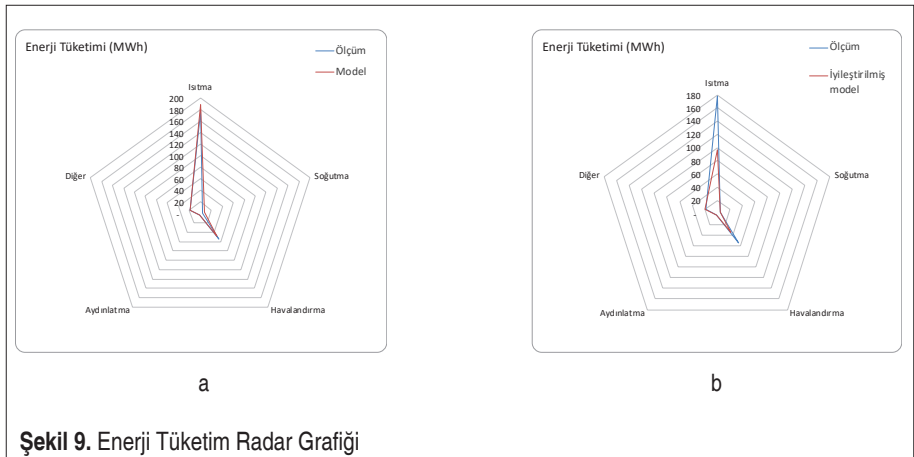 Enerji Tüketimi (MWh)
Ölçüm
Model
Isıtma
200
180
160
140
120
100
80
60
40
20
-
Soğutma
Havalandırma
Aydınlatma
Diğer
a
Enerji Tüketimi (MWh)
Ölçüm
İyileştirilmiş
model
Isıtma
180
160
140
120
100
80
60
40
20
-
Soğutma
Havalandırma
Aydınlatma
Diğer
b
Şekil 9. Enerji Tüketim Radar Grafiği